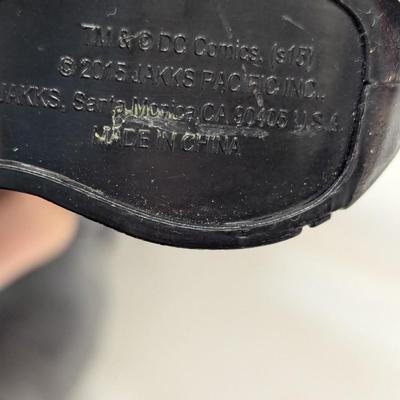 TM & © DC Comics. (s15)
© 2015 JAKKS PACIFIC INC.,
JAKKS, Santa Monica, CA 90405 U.S.A.
MADE IN CHINA